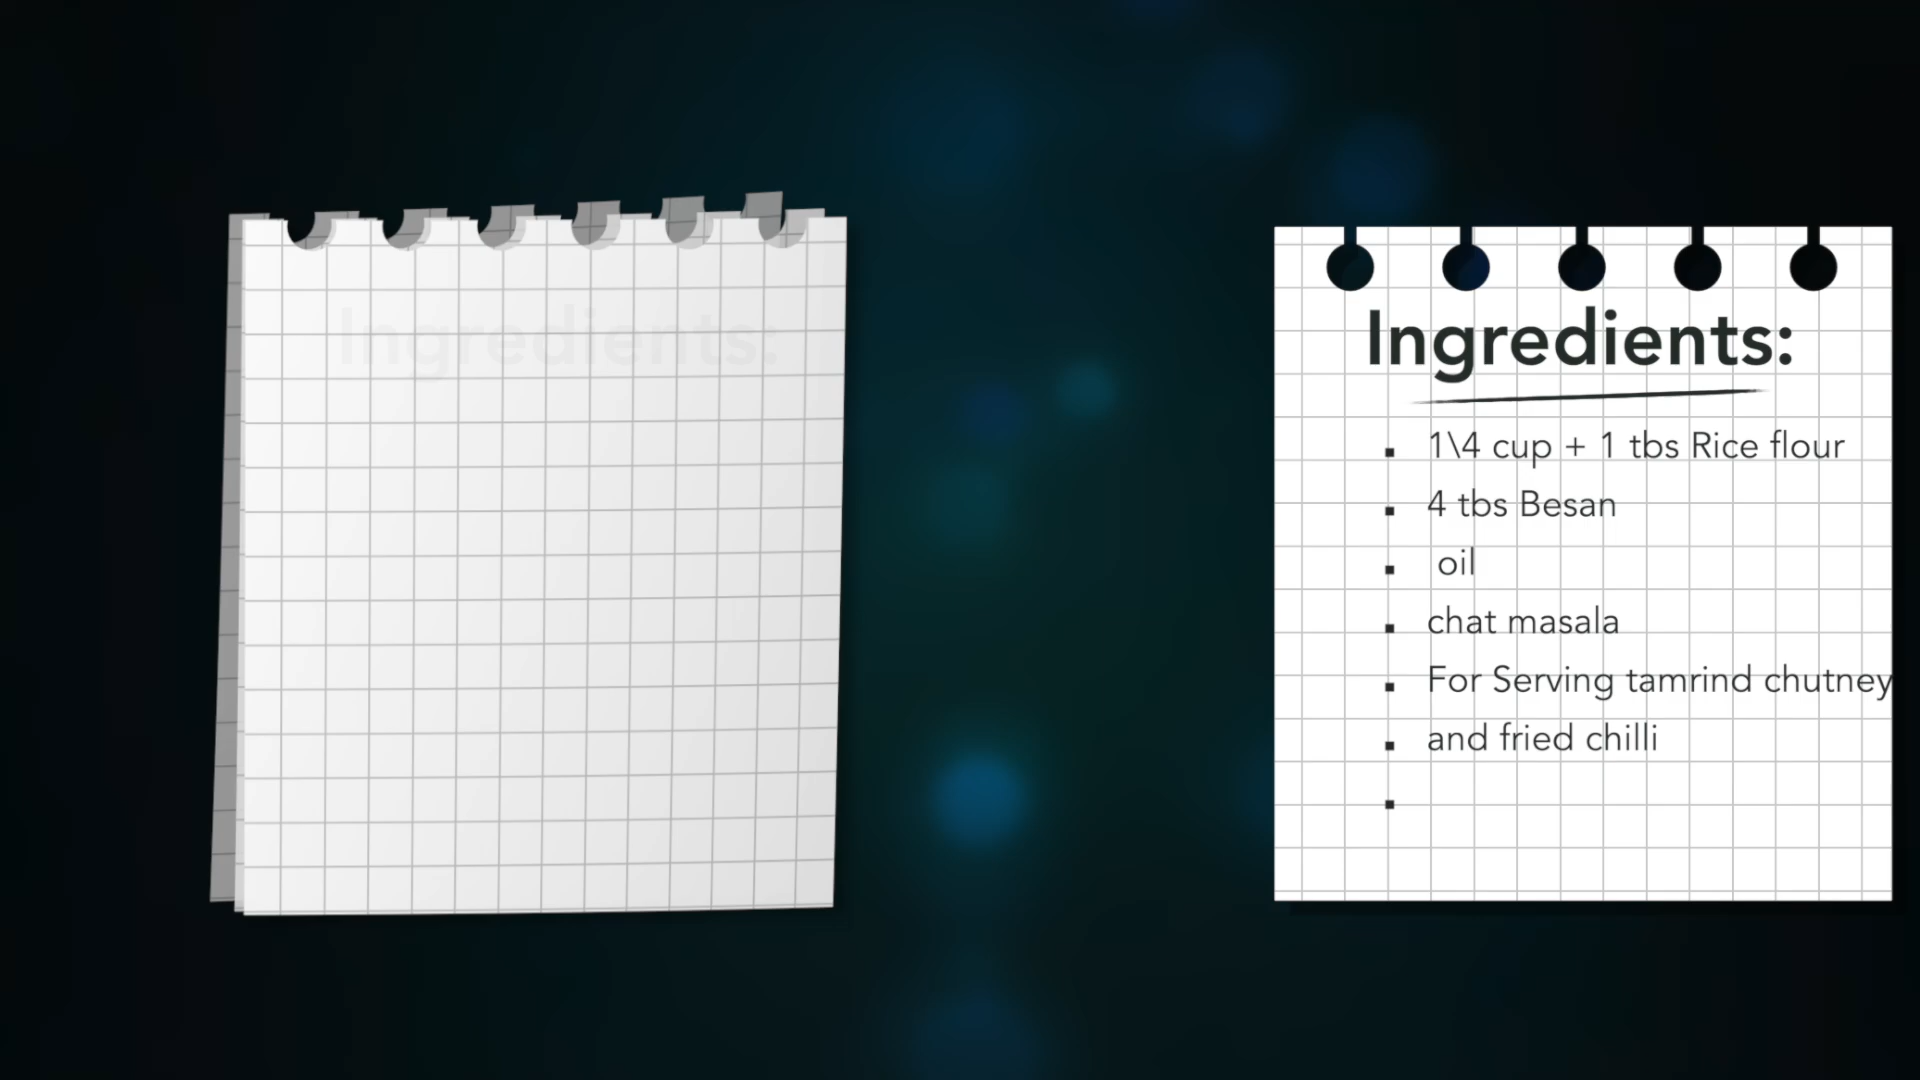 Ingredients:
Ingredients:
1\4 cup + 1 tbs Rice flour
4 tbs Besan
oil
chat masala
For Serving tamrind chutney
and fried chilli